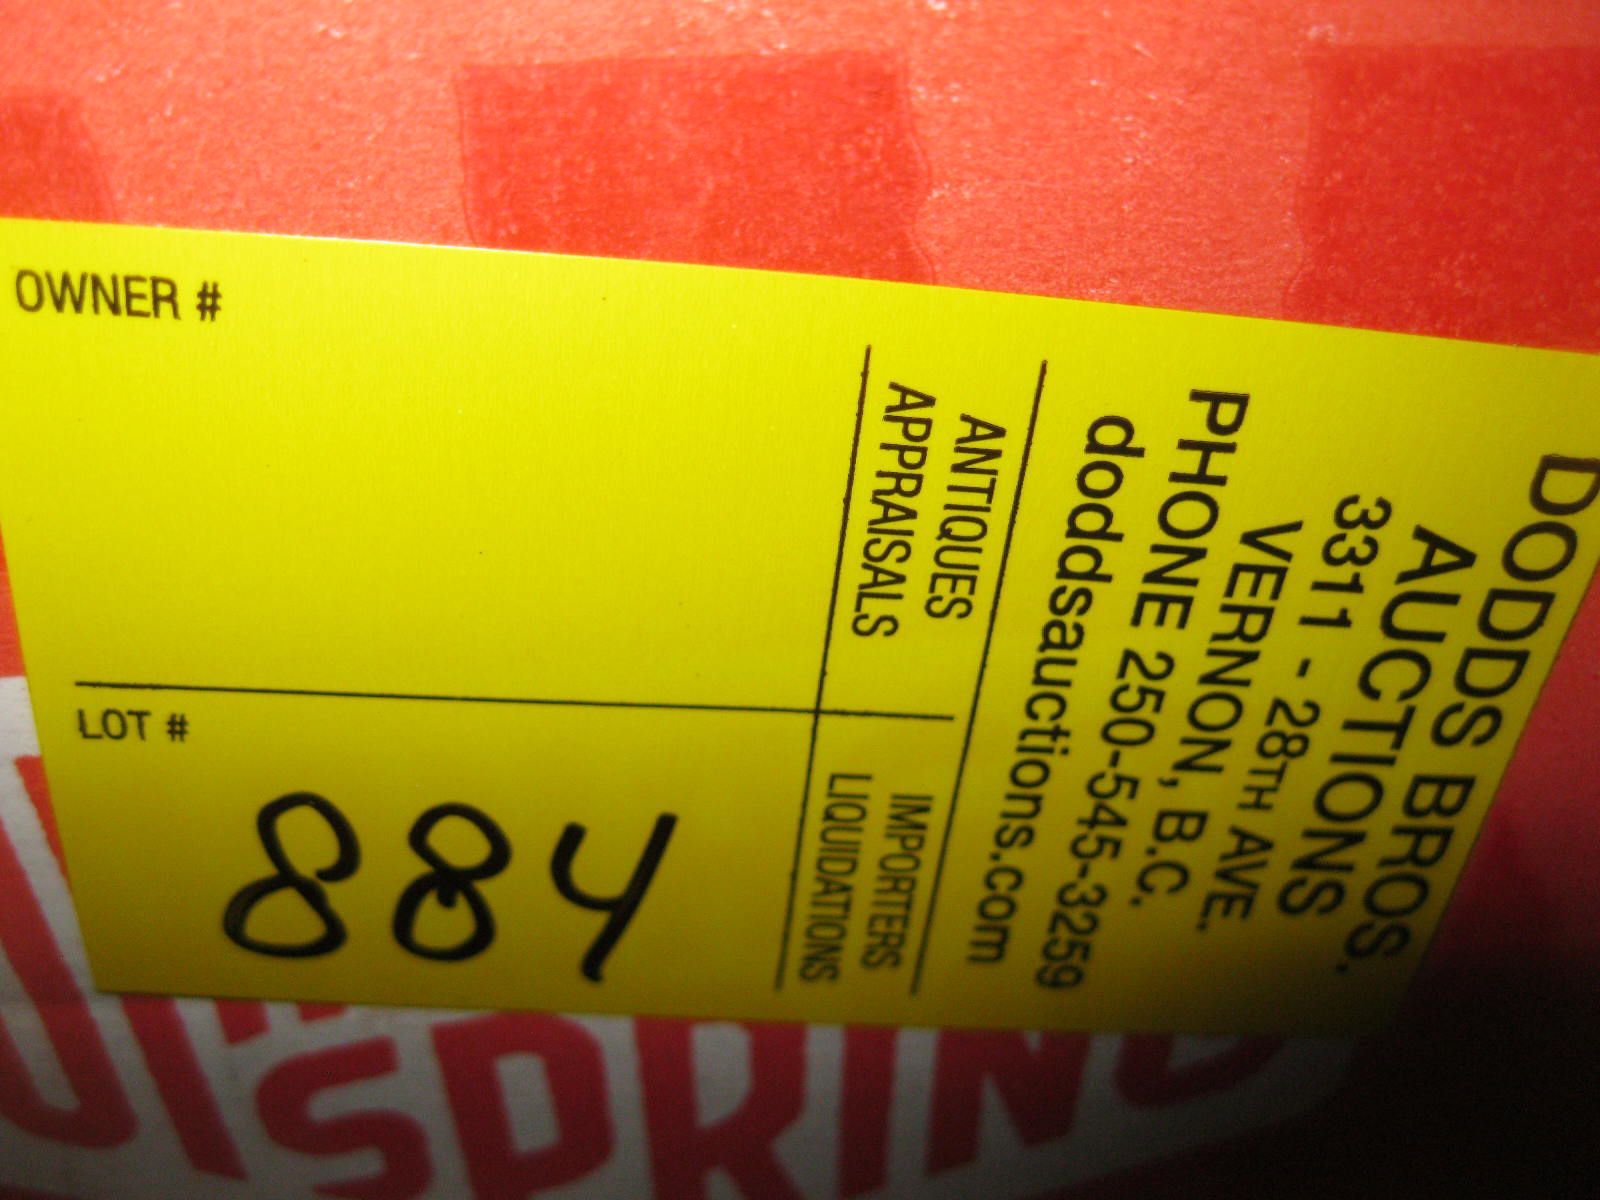 DODDS BROS.
AUCTIONS
3311 - 28TH AVE.
VERNON, B.C.
PHONE 250-545-3259
doddsauctions.com
ANTIQUES IMPORTERS
APPRAISALS LIQUIDATIONS
OWNER #
LOT #
884